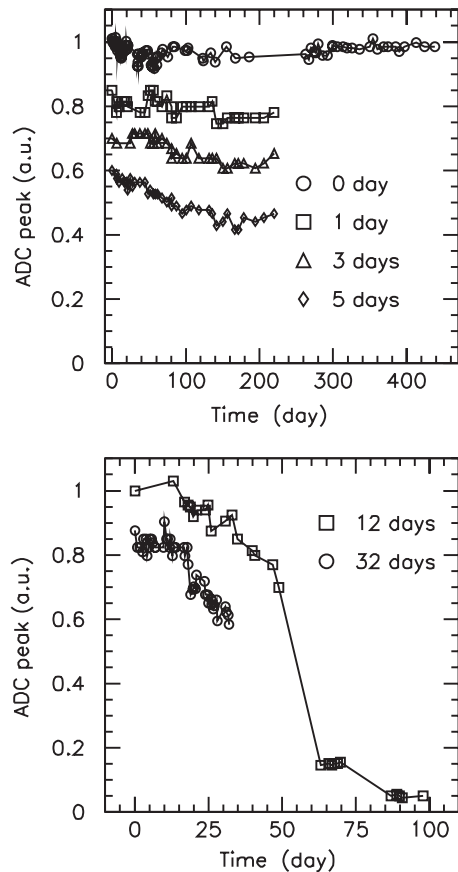 1
0.8
0.6
0.4
0.2
0
ADC peak (a.u.)
0 day
1 day
3 days
5 days
0 100 200 300 400
Time (day)
1
0.8
0.6
0.4
0.2
0
ADC peak (a.u.)
12 days
32 days
0 25 50 75 100
Time (day)